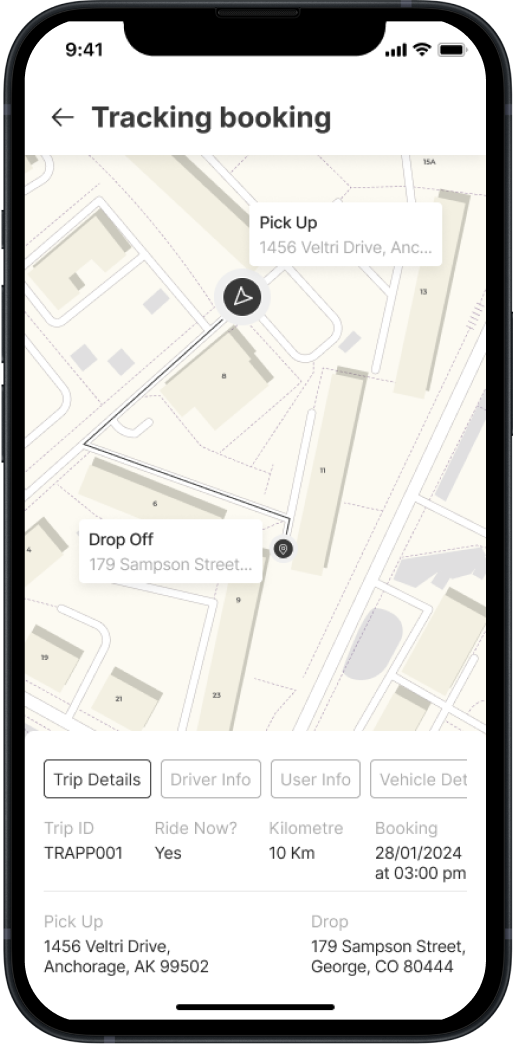 9:41
Tracking booking
15A
Pick Up
1456 Veltri Drive, Anc...
13
8
11
6
Drop Off
179 Sampson Street...
4
9
19
21
23
Trip Details
Driver Info
User Info
Vehicle Det
Trip ID
Ride Now?
Kilometre
Booking
TRAPP001
Yes
10 Km
28/01/2024
at 03:00 pm
Pick Up
Drop
1456 Veltri Drive,
Anchorage, AK 99502
179 Sampson Street,
George, CO 80444